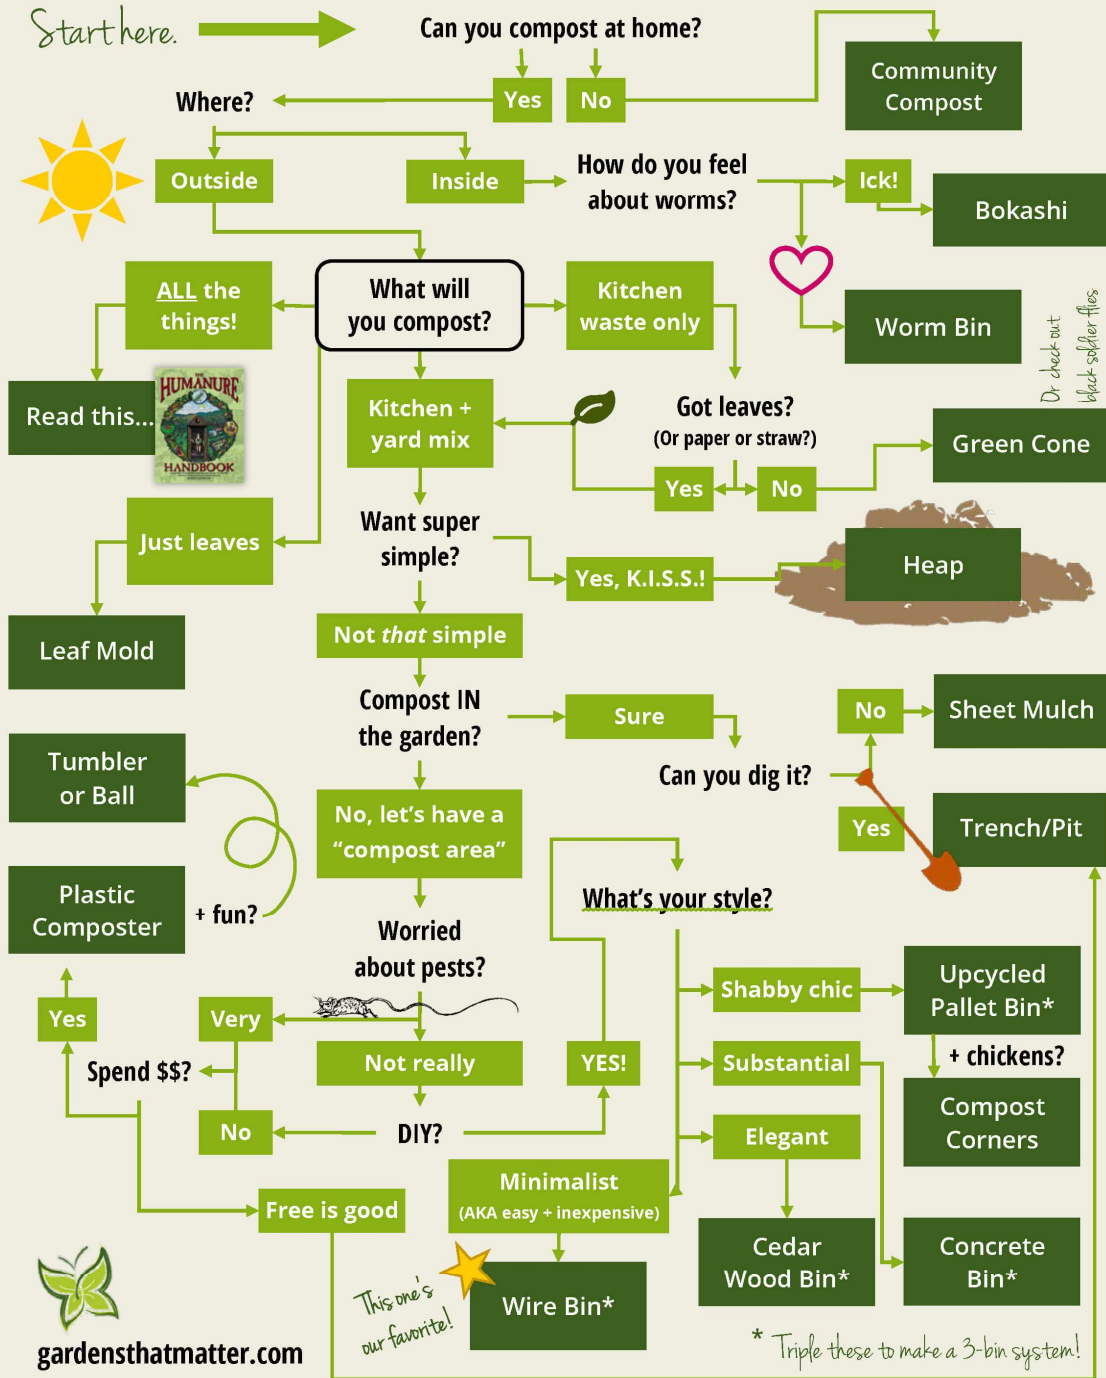 Start here.
Can you compost at home?
Yes
No
Community
Compost
Where?
Outside
Inside
How do you feel
about worms?
Ick!
Bokashi
Worm Bin
Or check out
black soldier flies
What will
you compost?
ALL the
things!
Kitchen
waste only
Read this...
THE
HUMANURE
HANDBOOK
Kitchen +
yard mix
Got leaves?
(Or paper or straw?)
Yes
No
Green Cone
Just leaves
Want super
simple?
Yes, K.I.S.S.!
Heap
Leaf Mold
Not that simple
Compost IN
the garden?
Sure
No
Sheet Mulch
Can you dig it?
Yes
Trench/Pit
Tumbler
or Ball
No, let's have a
"compost area"
Plastic
Composter
+ fun?
What's your style?
Worried
about pests?
Shabby chic
Upcycled
Pallet Bin*
+ chickens?
Compost
Corners
Yes
Very
Not really
YES!
Substantial
Spend $$?
No
DIY?
Elegant
Minimalist
(AKA easy + inexpensive)
Free is good
Cedar
Wood Bin*
Concrete
Bin*
This one's
our favorite!
Wire Bin*
gardensthatmatter.com
* Triple these to make a 3-bin system!